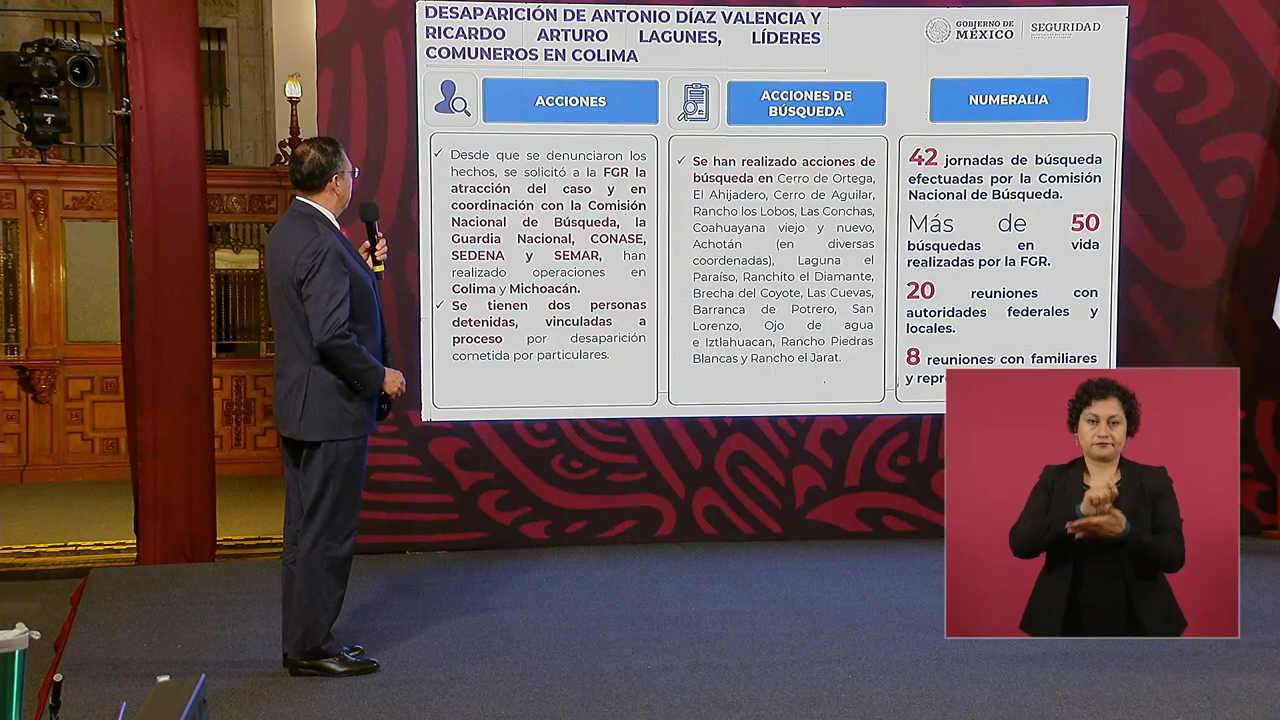 DESAPARICIÓN DE ANTONIO DÍAZ VALENCIA Y
RICARDO ARTURO LAGUNES, LÍDERES
COMUNEROS EN COLIMA
GOBIERNO DE
MÉXICO
SEGURIDAD
ACCIONES
Desde que se denunciaron los
hechos, se solicitó a la FGR la
atracción del caso y en
coordinación con la Comisión
Nacional de Búsqueda, la
Guardia Nacional, CONASE,
SEDENA y SEMAR, han
realizado operaciones en
Colima y Michoacán.
Se tienen dos personas
detenidas, vinculadas a
proceso por desaparición
cometida por particulares.
ACCIONES DE
BÚSQUEDA
Se han realizado acciones de
búsqueda en Cerro de Ortega,
El Ahijadero, Cerro de Aguilar,
Rancho los Lobos, Las Conchas,
Coahuayana viejo y nuevo,
Achotán (en diversas
coordenadas), Laguna el
Paraíso, Ranchito el Diamante,
Brecha del Coyote, Las Cuevas,
Barranca de Potrero, San
Lorenzo, Ojo de agua
e Iztlahuacan, Rancho Piedras
Blancas y Rancho el Jarat.
NUMERALIA
42 jornadas de búsqueda
efectuadas por la Comisión
Nacional de Búsqueda.
Más de 50
búsquedas en vida
realizadas por la FGR.
20 reuniones con
autoridades federales y
locales.
8 reuniones con familiares
y repr